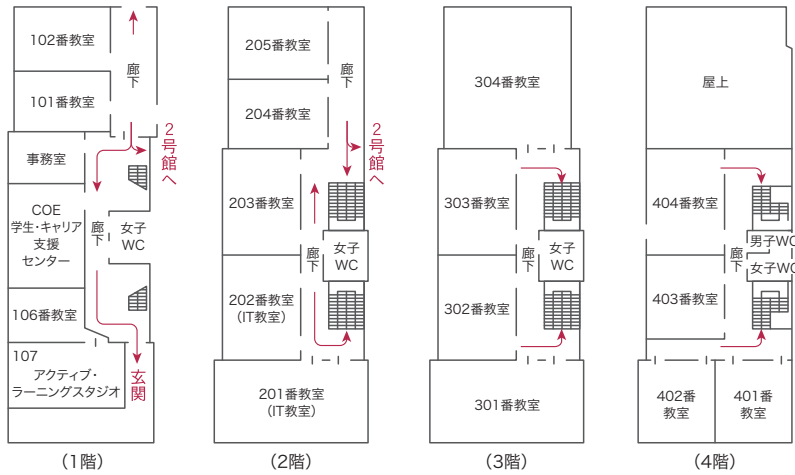 102番教室
廊下
101番教室
2号館へ
事務室
COE
学生・キャリア
支援
センター
廊下
女子
WC
106番教室
107
アクティブ・
ラーニングスタジオ
玄関
(1階)
205番教室
廊下
204番教室
2号館へ
203番教室
女子
WC
廊下
202番教室
(IT教室)
201番教室
(IT教室)
(2階)
304番教室
303番教室
廊下
女子
WC
302番教室
301番教室
(3階)
屋上
404番教室
廊下
男子WC
女子WC
403番教室
402番
教室
401番
教室
(4階)